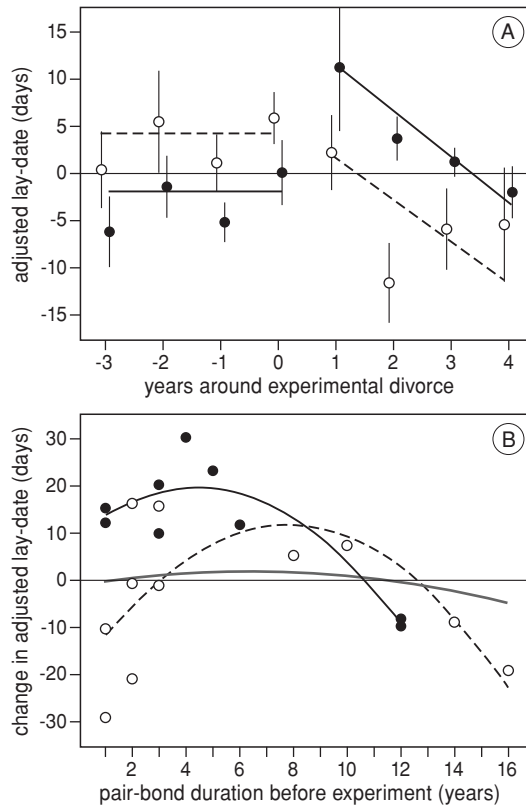 A
adjusted lay-date (days)
15
10
5
0
-5
-10
-15
-3 -2 -1 0 1 2 3 4
years around experimental divorce
B
change in adjusted lay-date (days)
30
20
10
0
-10
-20
-30
2 4 6 8 10 12 14 16
pair-bond duration before experiment (years)